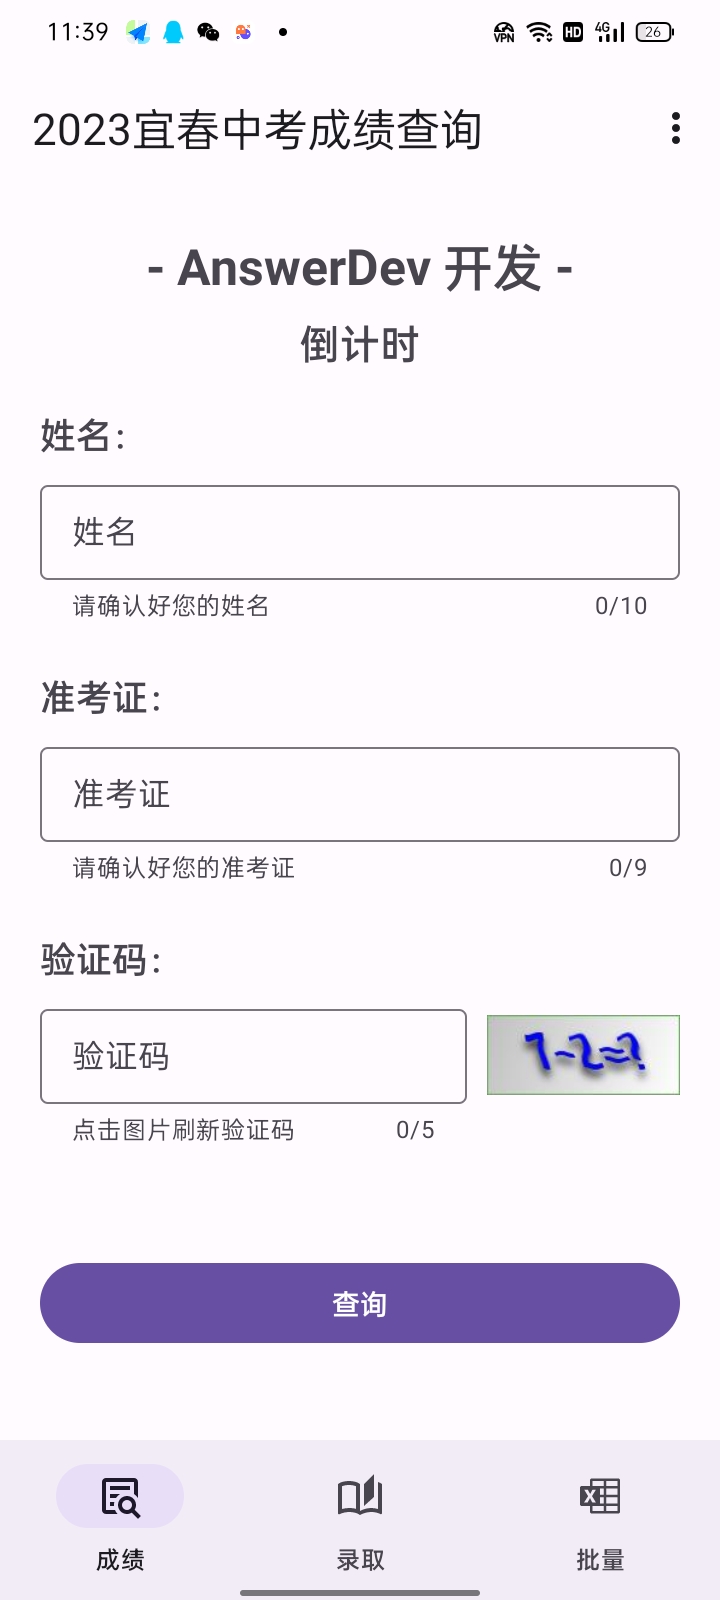 11:39
VPN HD 4G 26
2023宜春中考成绩查询
- AnswerDev 开发 -
倒计时
姓名:
姓名
请确认好您的姓名 0/10
准考证:
准考证
请确认好您的准考证 0/9
验证码:
验证码 7-2=?
点击图片刷新验证码 0/5
查询
成绩 录取 批量